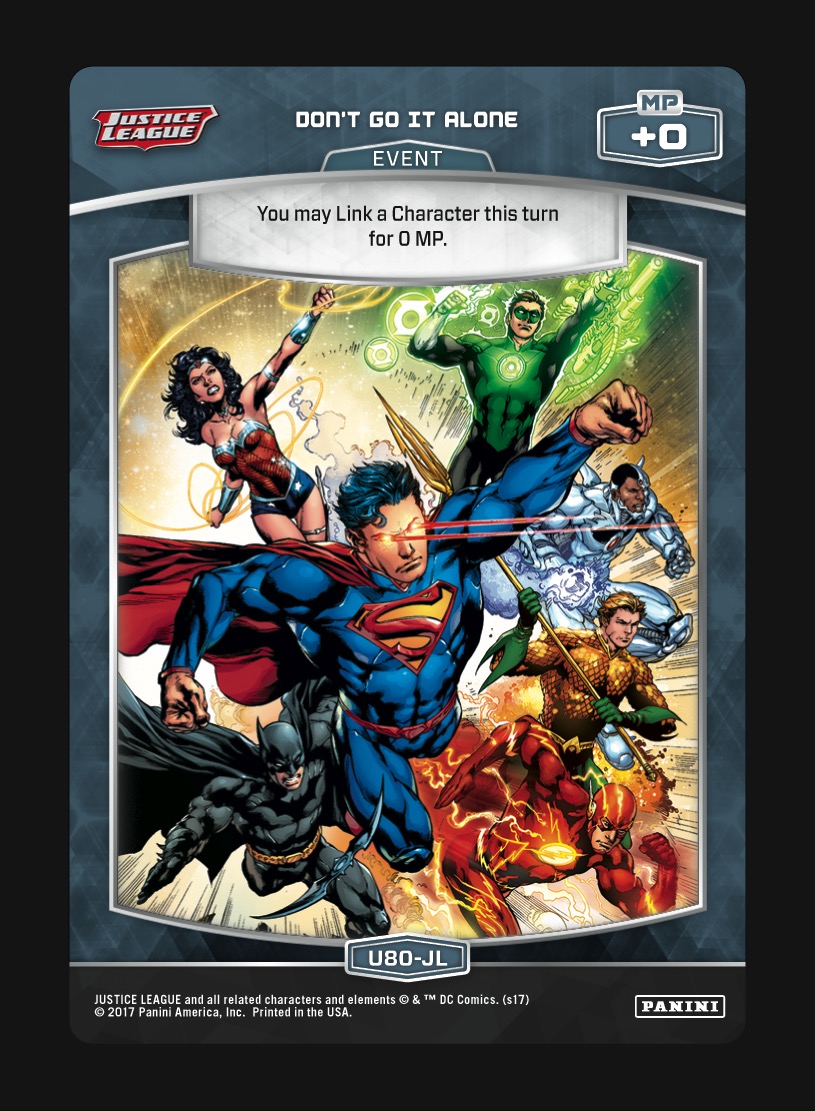 JUSTICE
LEAGUE
DON'T GO IT ALONE
MP
+0
EVENT
You may Link a Character this turn
for 0 MP.
U80-JL
JUSTICE LEAGUE and all related characters and elements © & ™ DC Comics. (s17)
© 2017 Panini America, Inc. Printed in the USA.
PANINI